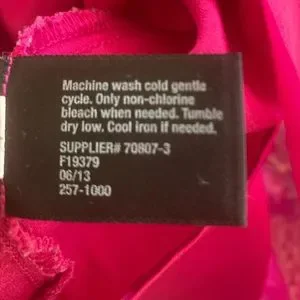 Machine wash cold gentle
cycle. Only non-chlorine
bleach when needed. Tumble
dry low. Cool iron if needed.
SUPPLIER# 70807-3
F19379
06/13
257-1000